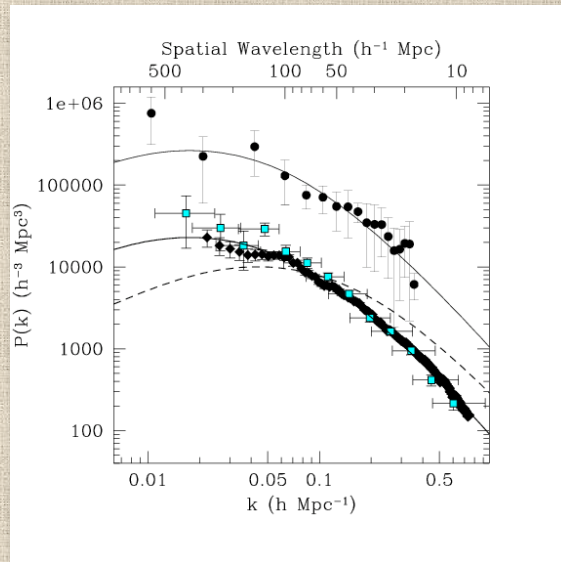 Spatial Wavelength (h⁻¹ Mpc)
500 100 50 10
1e+06
100000
10000
1000
100
P(k) (h⁻³ Mpc³)
0.01 0.05 0.1 0.5
k (h Mpc⁻¹)